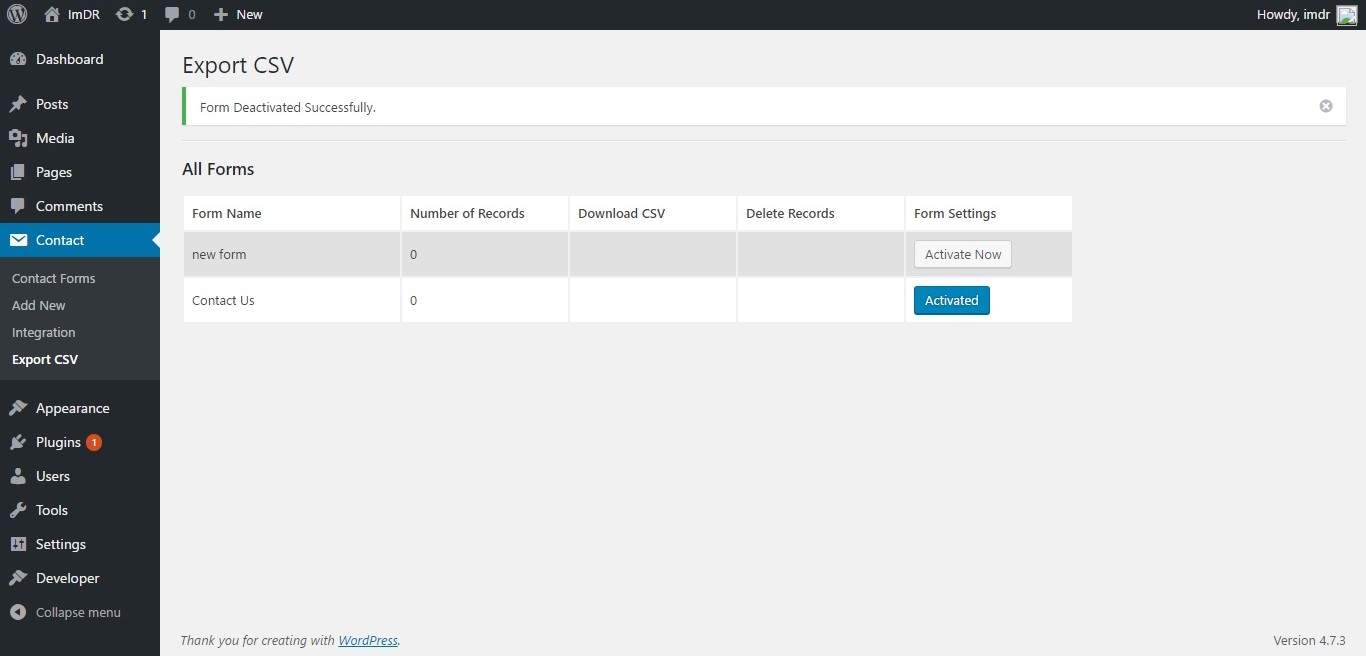 ImDR 1 0 New Howdy, imdr
Dashboard
Posts
Media
Pages
Comments
Contact
Contact Forms
Add New
Integration
Export CSV
Appearance
Plugins 1
Users
Tools
Settings
Developer
Collapse menu
Export CSV
Form Deactivated Successfully.
All Forms
Form Name Number of Records Download CSV Delete Records Form Settings
new form 0 Activate Now
Contact Us 0 Activated
Thank you for creating with WordPress. Version 4.7.3